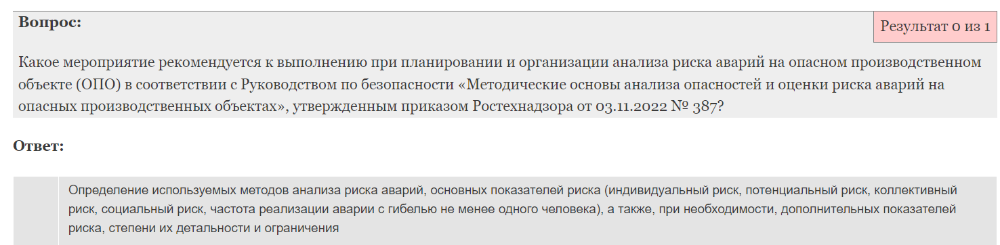 Вопрос:
Результат 0 из 1
Какое мероприятие рекомендуется к выполнению при планировании и организации анализа риска аварий на опасном производственном
объекте (ОПО) в соответствии с Руководством по безопасности «Методические основы анализа опасностей и оценки риска аварий на
опасных производственных объектах», утвержденным приказом Ростехнадзора от 03.11.2022 № 387?
Ответ:
Определение используемых методов анализа риска аварий, основных показателей риска (индивидуальный риск, потенциальный риск, коллективный
риск, социальный риск, частота реализации аварии с гибелью не менее одного человека), а также, при необходимости, дополнительных показателей
риска, степени их детальности и ограничения